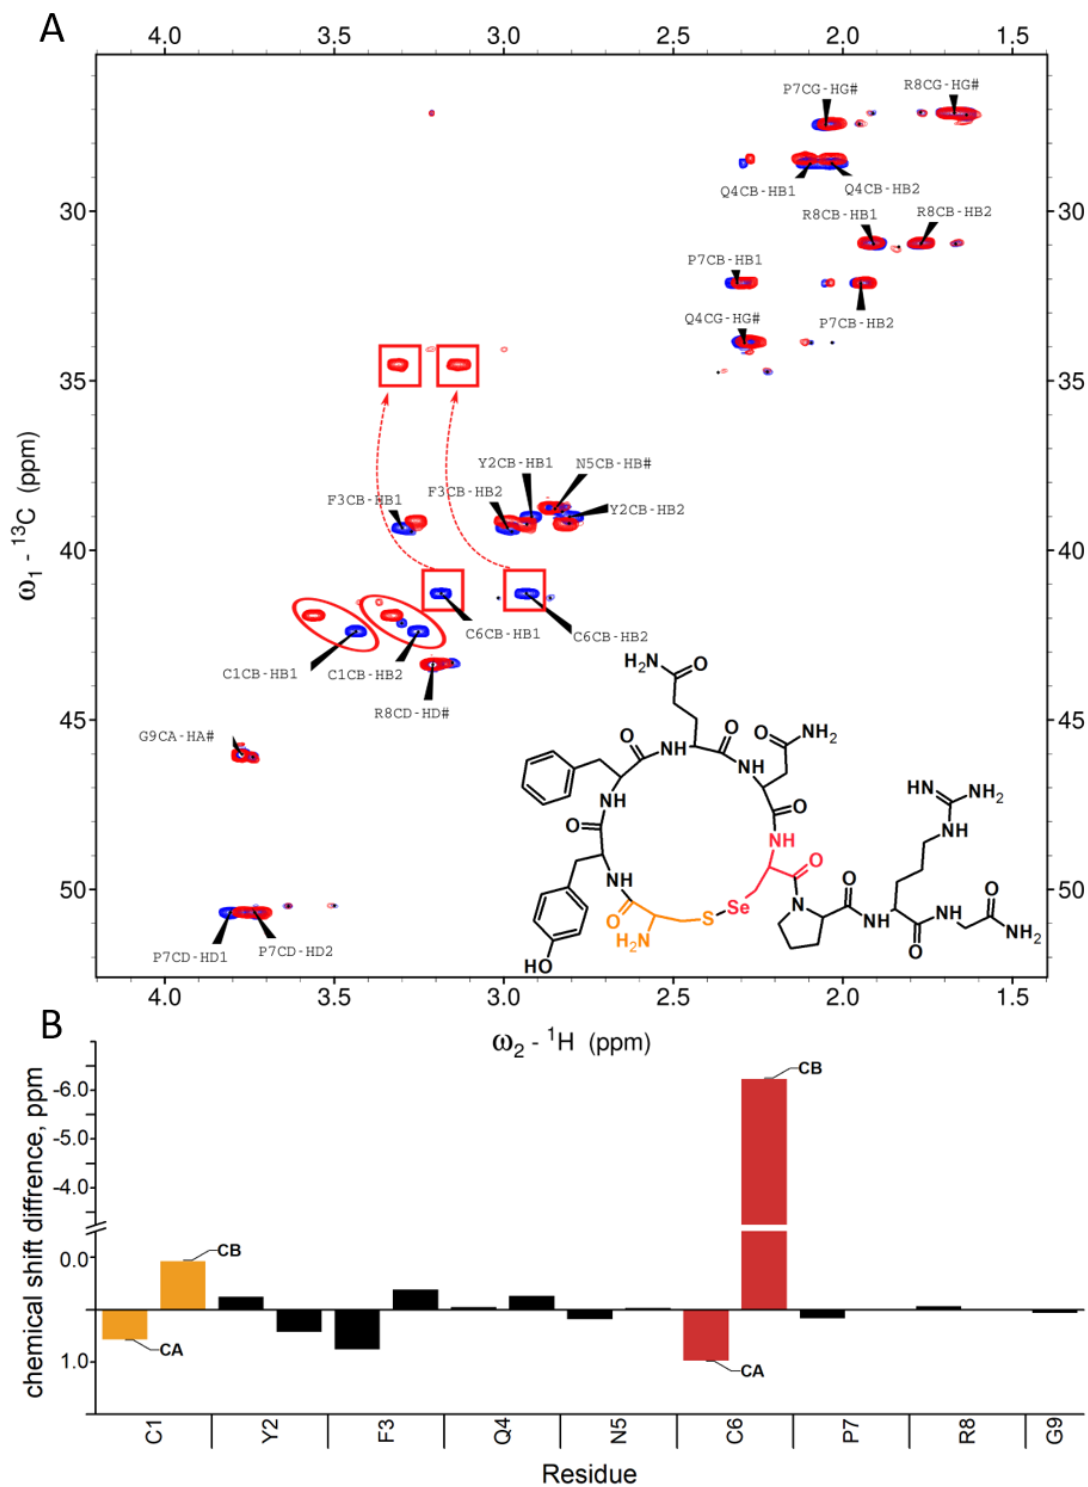 A
4.0 3.5 3.0 2.5 2.0 1.5
P7CG-HG# R8CG-HG#
Q4CB-HB1 Q4CB-HB2
30 30
R8CB-HB1 R8CB-HB2
P7CB-HB1
Q4CG-HG# P7CB-HB2
35 35
Y2CB-HB1 N5CB-HB#
F3CB-HB1 F3CB-HB2
Y2CB-HB2
40 40
ω1 - 13C (ppm)
C6CB-HB1 C6CB-HB2
C1CB-HB1 C1CB-HB2
R8CD-HD#
45 45
G9CA-HA#
50 50
P7CD-HD1 P7CD-HD2
H2N O
O NH O O NH2
NH HN NH2
NH O NH
O NH O
NH O O NH
O S Se N NH NH NH2
H2N O O
HO
4.0 3.5 3.0 2.5 2.0 1.5
ω2 - 1H (ppm)
B
chemical shift diffrence, ppm
-6.0
-5.0
-4.0
0.0
1.0
CB
CB
CA
CA
C1 Y2 F3 Q4 N5 C6 P7 R8 G9
Residue